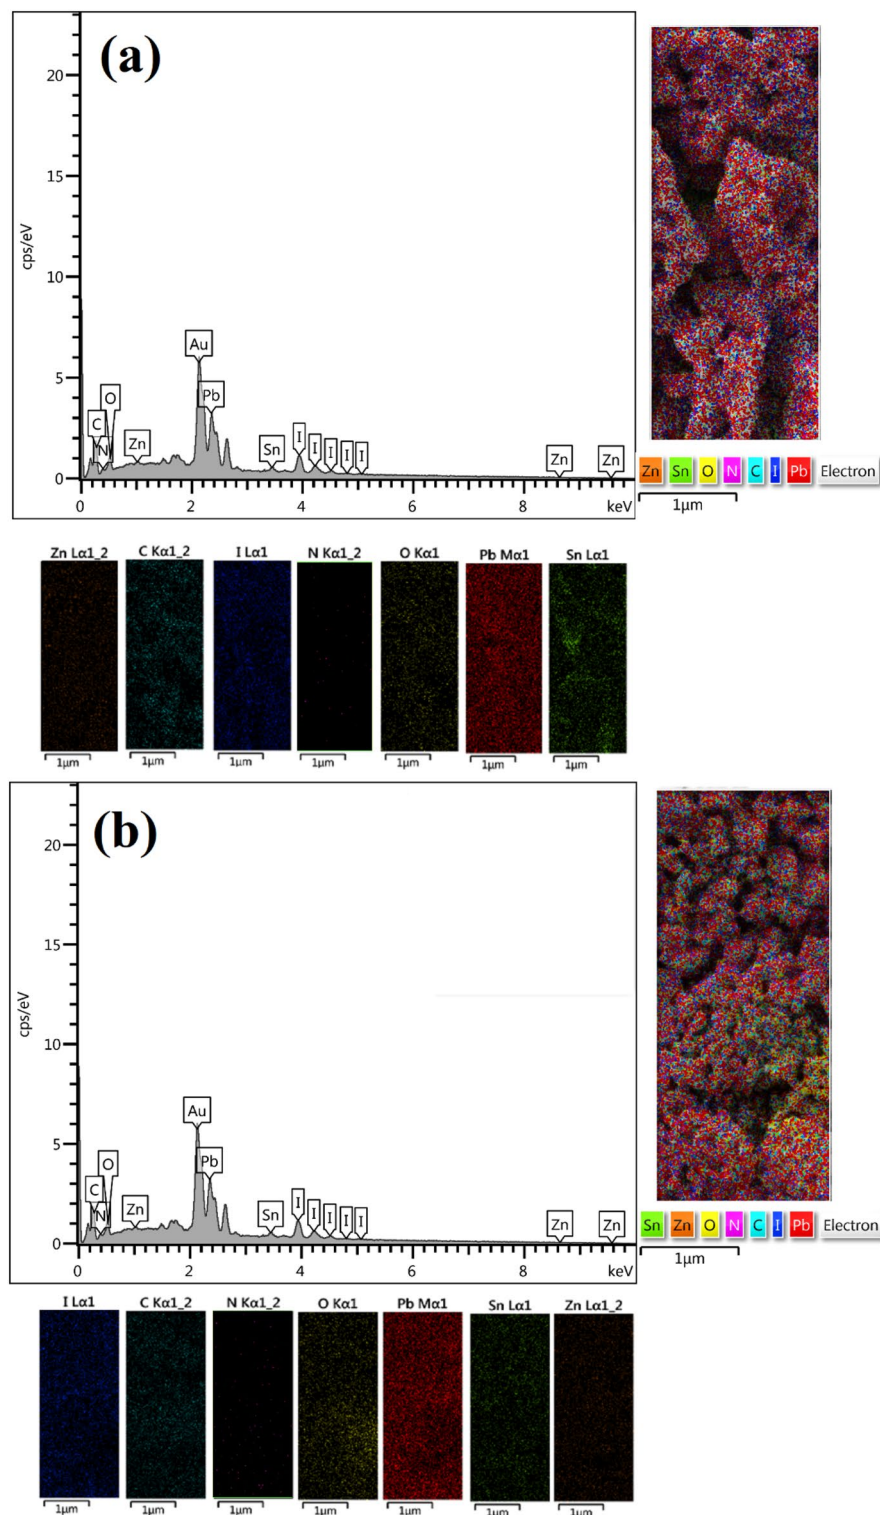 (a)
cps/eV
20
15
10
5
0
Au
Pb
O
C
N
Zn
Sn
I
I
I
I
I
Zn
Zn
0 2 4 6 8 keV
Zn Sn O N C I Pb Electron
1μm
Zn Lα1_2 C Kα1_2 I Lα1 N Kα1_2 O Kα1 Pb Mα1 Sn Lα1
1μm 1μm 1μm 1μm 1μm 1μm 1μm
(b)
cps/eV
20
15
10
5
0
Au
Pb
O
C
N
Zn
Sn
I
I
I
I
I
Zn
Zn
0 2 4 6 8 keV
Sn Zn O N C I Pb Electron
1μm
I Lα1 C Kα1_2 N Kα1_2 O Kα1 Pb Mα1 Sn Lα1 Zn Lα1_2
1μm 1μm 1μm 1μm 1μm 1μm 1μm